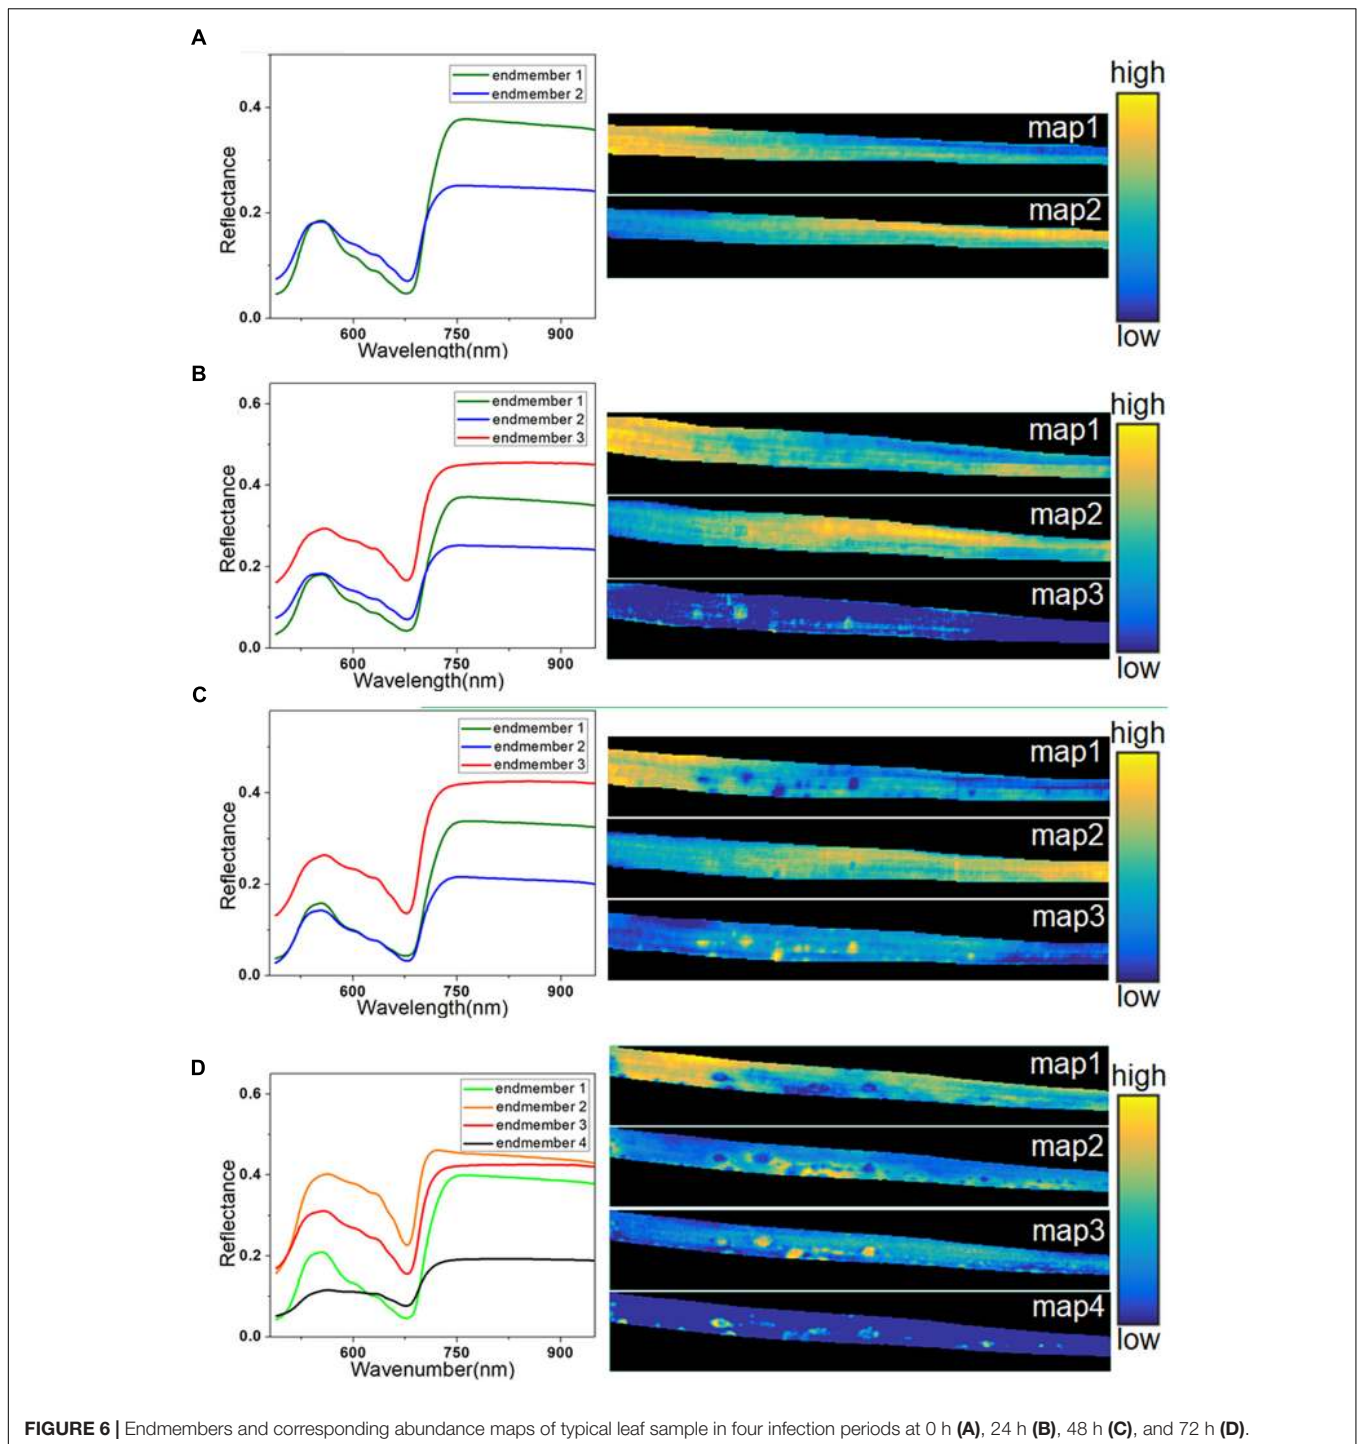 A
endmember 1
endmember 2
0.4
0.2
0.0
Reflectance
600
750
900
Wavelength(nm)
map1
map2
high
low
B
endmember 1
endmember 2
endmember 3
0.6
0.4
0.2
0.0
Reflectance
600
750
900
Wavelength(nm)
map1
map2
map3
high
low
C
endmember 1
endmember 2
endmember 3
0.4
0.2
0.0
Reflectance
600
750
900
Wavelength(nm)
map1
map2
map3
high
low
D
endmember 1
endmember 2
endmember 3
endmember 4
0.6
0.4
0.2
0.0
Reflectance
600
750
900
Wavenumber(nm)
map1
map2
map3
map4
high
low
FIGURE 6 | Endmembers and corresponding abundance maps of typical leaf sample in four infection periods at 0 h (A), 24 h (B), 48 h (C), and 72 h (D).